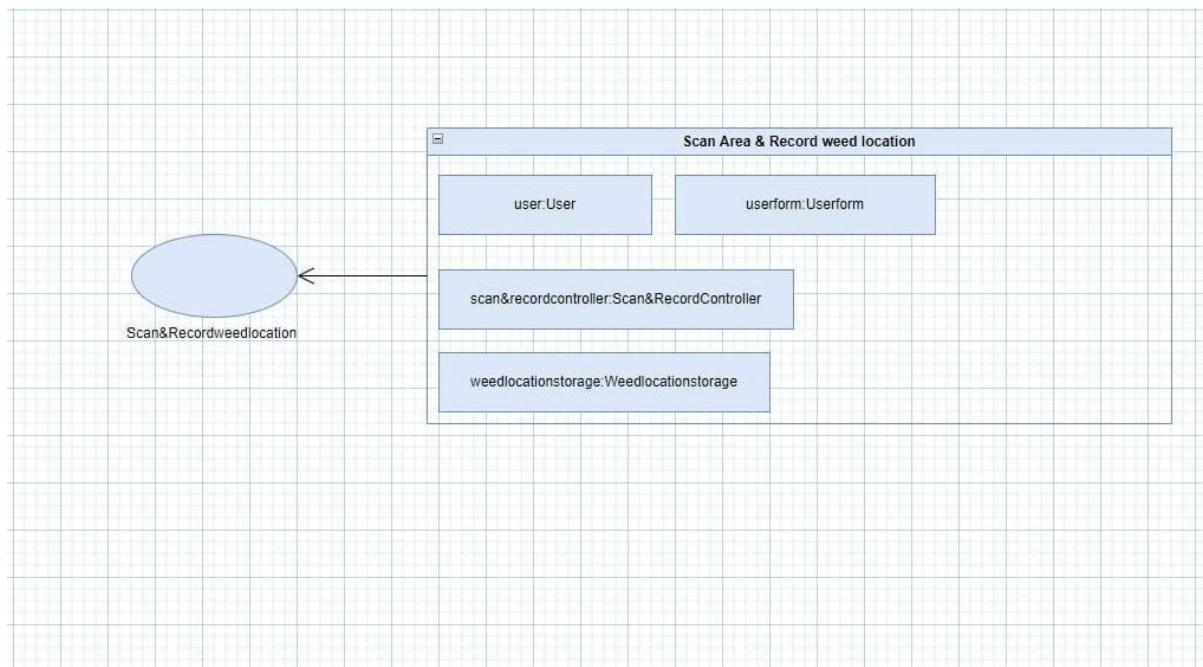 Scan Area & Record weed location
user:User
userform:Userform
scan&recordcontroller:Scan&RecordController
Scan&Recordweedlocation
weedlocationstorage:Weedlocationstorage